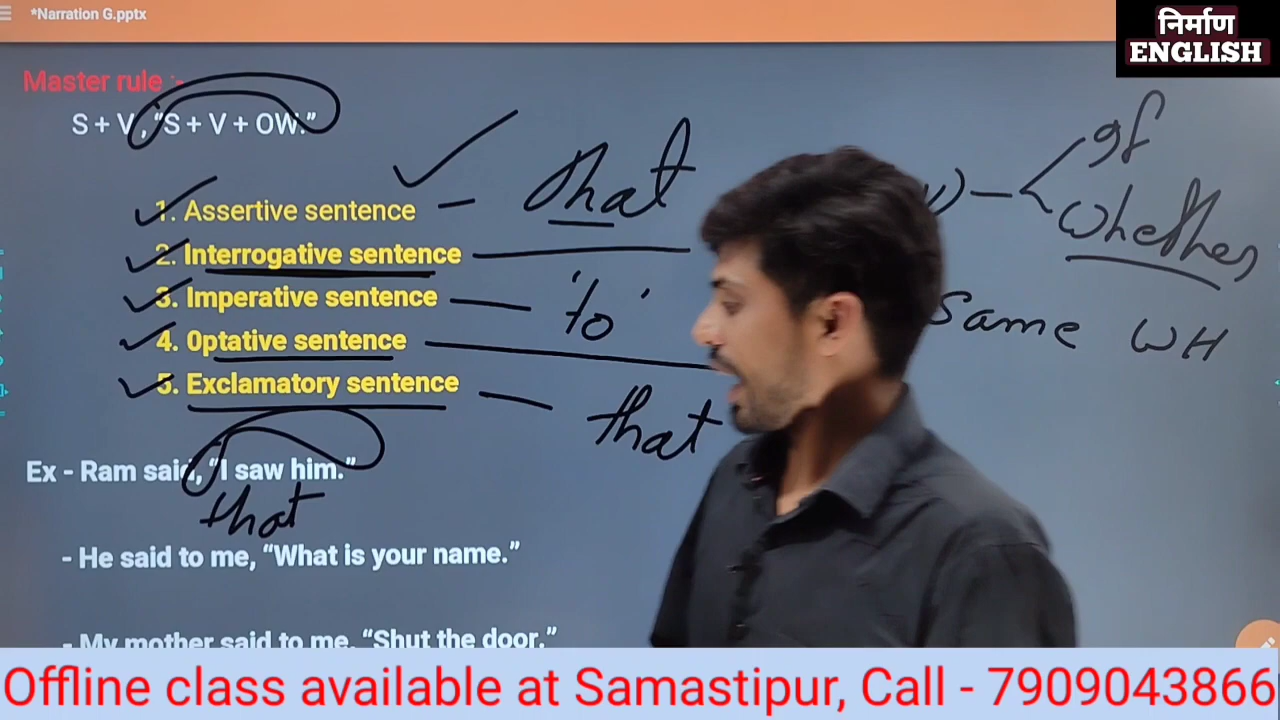 *Narration G.pptx
निर्माण
ENGLISH
Master rule :-
S + V , “S + V + OW.”
1. Assertive sentence - that
2. Interrogative sentence
if
whether
same WH
3. Imperative sentence - 'to'
4. Optative sentence
5. Exclamatory sentence - that
Ex - Ram said, “I saw him.”
that
- He said to me, “What is your name.”
- My mother said to me, “Shut the door.”
Offline class available at Samastipur, Call - 7909043866